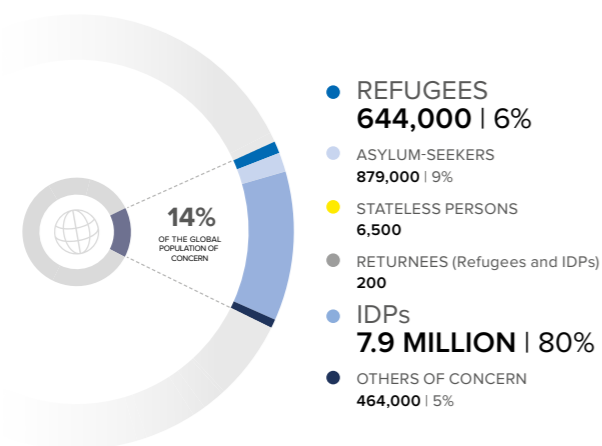 14%
OF THE GLOBAL
POPULATION OF
CONCERN
REFUGEES
644,000 | 6%
ASYLUM-SEEKERS
879,000 | 9%
STATELESS PERSONS
6,500
RETURNEES (Refugees and IDPs)
200
IDPs
7.9 MILLION | 80%
OTHERS OF CONCERN
464,000 | 5%